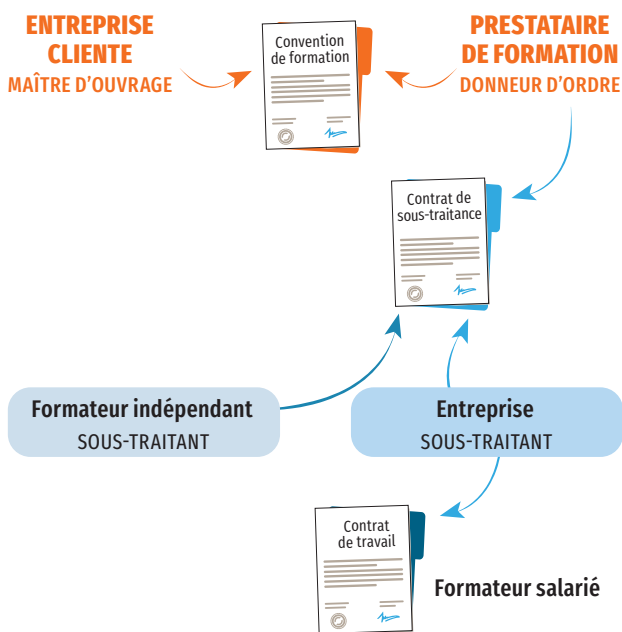 ENTREPRISE
CLIENTE
MAÎTRE D'OUVRAGE
Convention
de formation
PRESTATAIRE
DE FORMATION
DONNEUR D'ORDRE
Contrat de
sous-traitance
Formateur indépendant
SOUS-TRAITANT
Entreprise
SOUS-TRAITANT
Contrat
de travail
Formateur salarié